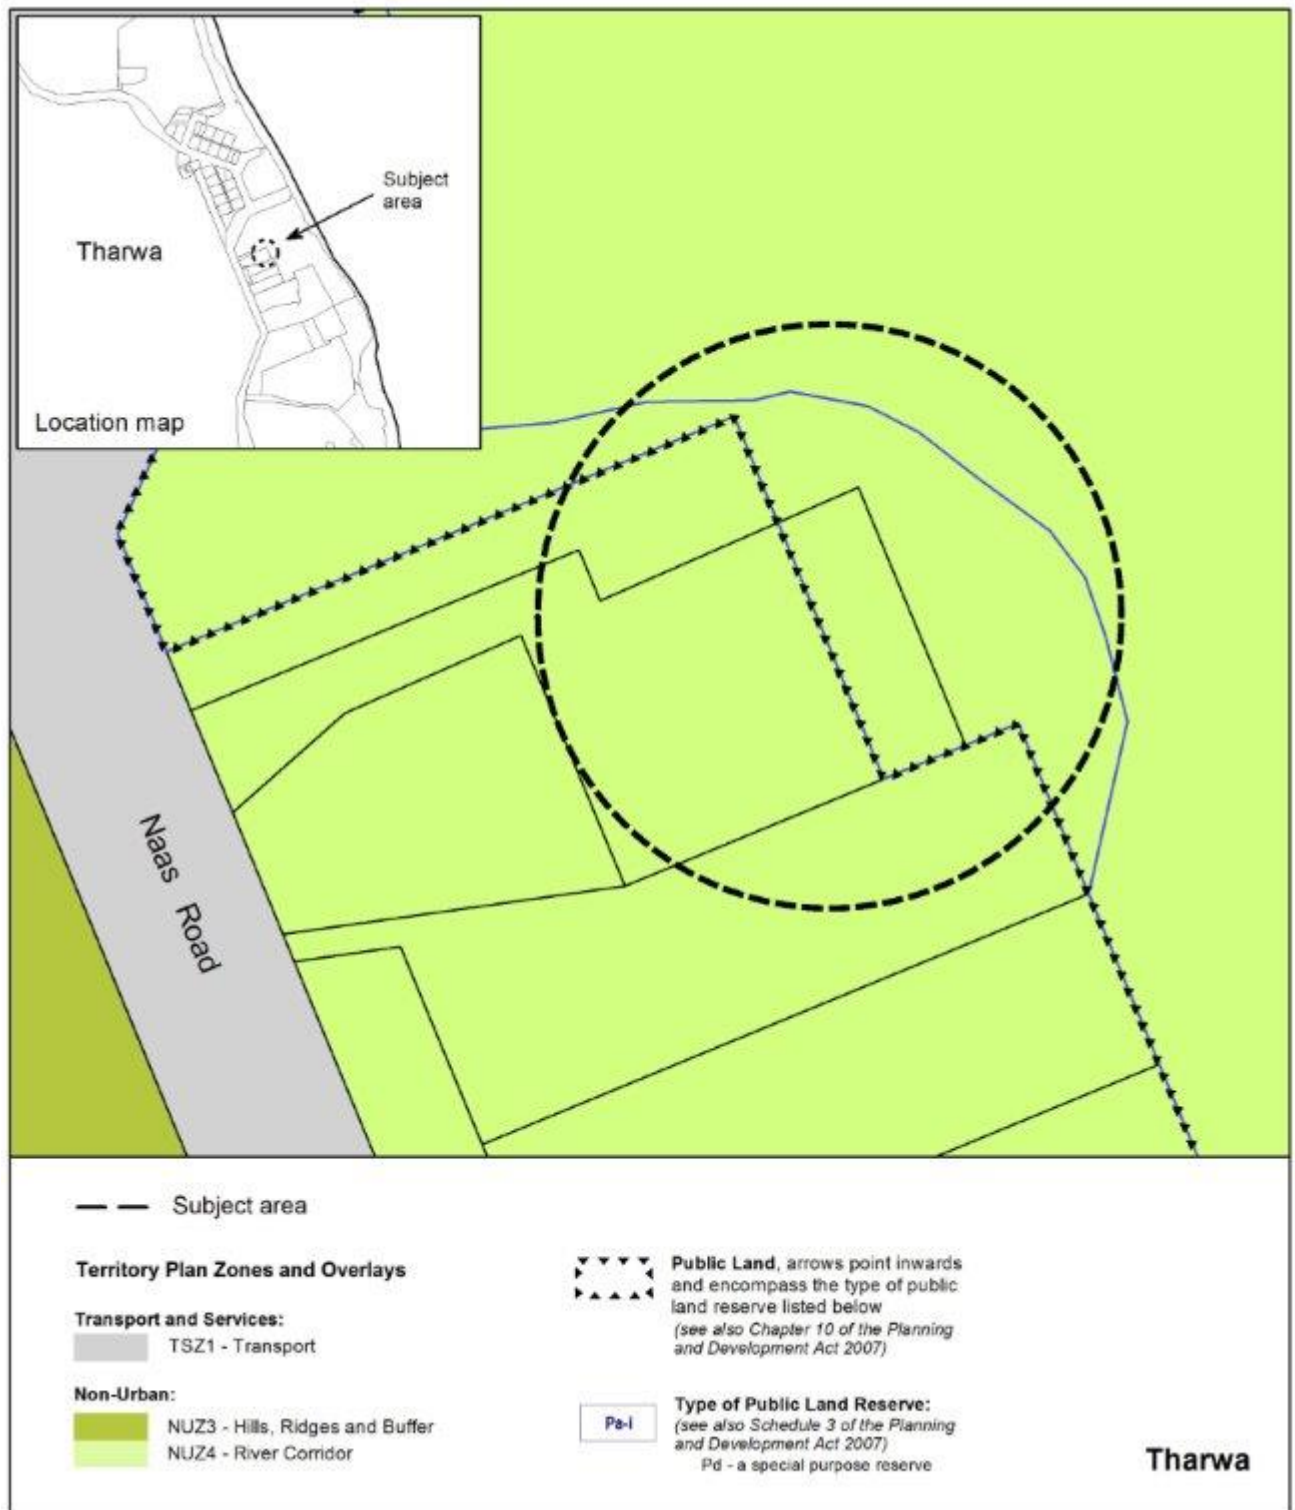 Subject
area
Tharwa
Location map
Naas Road
Subject area
Territory Plan Zones and Overlays
Transport and Services:
TSZ1 - Transport
Non-Urban:
NUZ3 - Hills, Ridges and Buffer
NUZ4 - River Corridor
Public Land, arrows point inwards
and encompass the type of public
land reserve listed below
(see also Chapter 10 of the Planning
and Development Act 2007)
Pa-l
Type of Public Land Reserve:
(see also Schedule 3 of the Planning
and Development Act 2007)
Pd - a special purpose reserve
Tharwa